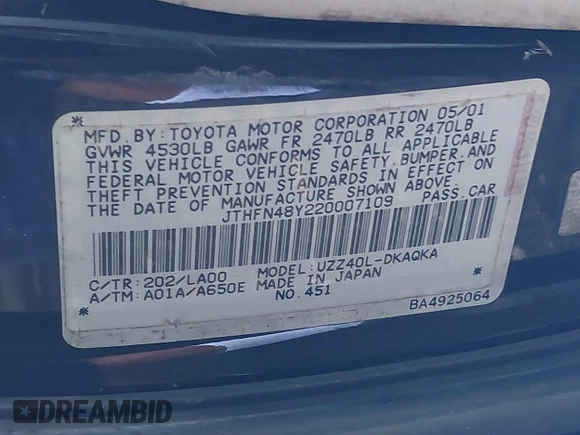 MFD. BY: TOYOTA MOTOR CORPORATION 05/01
GVWR 4530LB GAWR FR 2470LB RR 2470LB
THIS VEHICLE CONFORMS TO ALL APPLICABLE
FEDERAL MOTOR VEHICLE SAFETY, BUMPER, AND
THEFT PREVENTION STANDARDS IN EFFECT ON
THE DATE OF MANUFACTURE SHOWN ABOVE.
JTHFN48Y220007109 PASS. CAR
C/TR: 202/LA00 MODEL: UZZ40L-DKAQKA
A/TM: A01A/A650E MADE IN JAPAN
NO. 451
BA4925064
DREAMBID